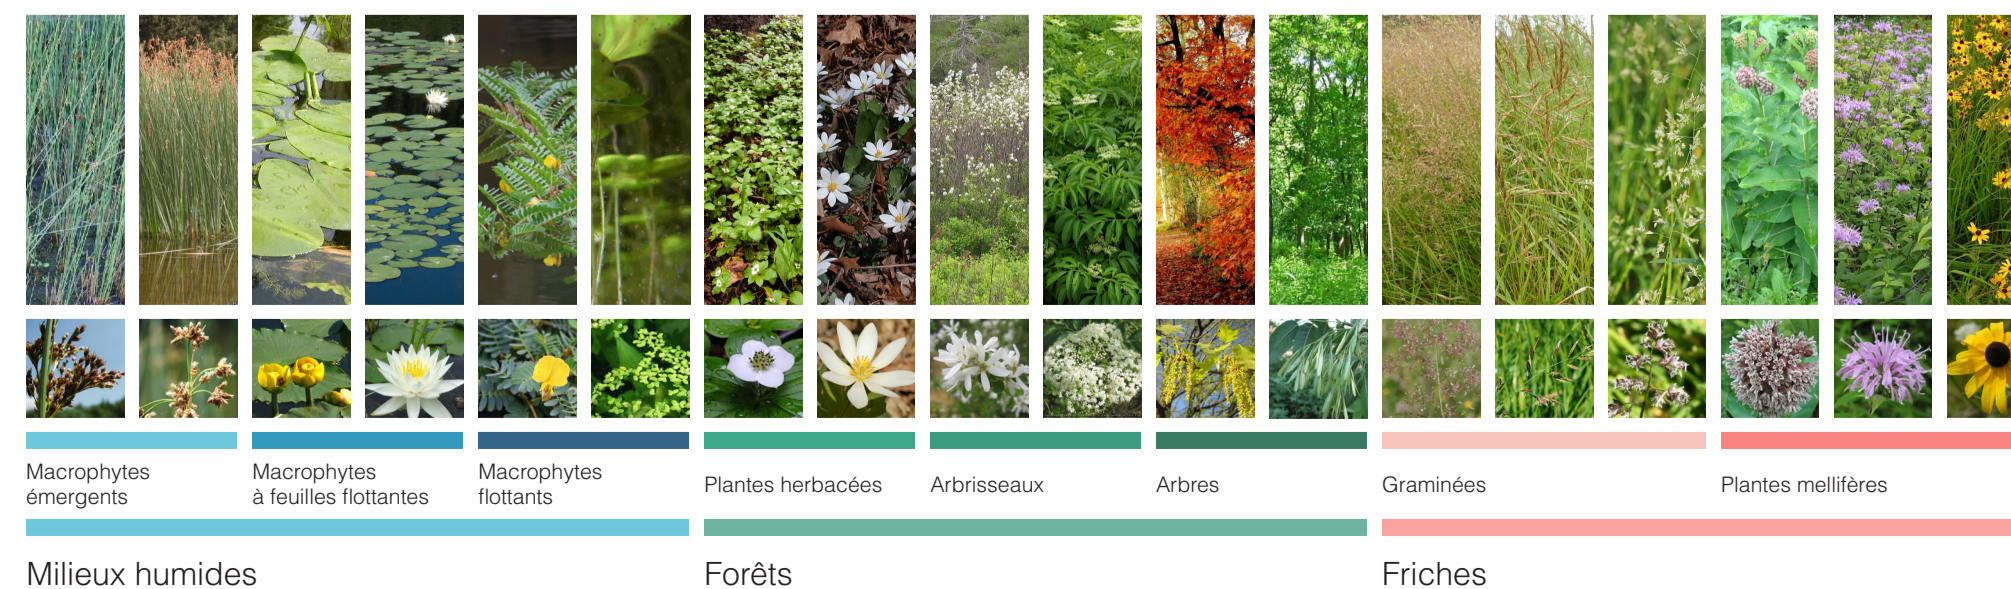 Macrophytes
émergents
Macrophytes
à feuilles flottantes
Macrophytes
flottants
Plantes herbacées
Arbrisseaux
Arbres
Graminées
Plantes mellifères
Milieux humides
Forêts
Friches